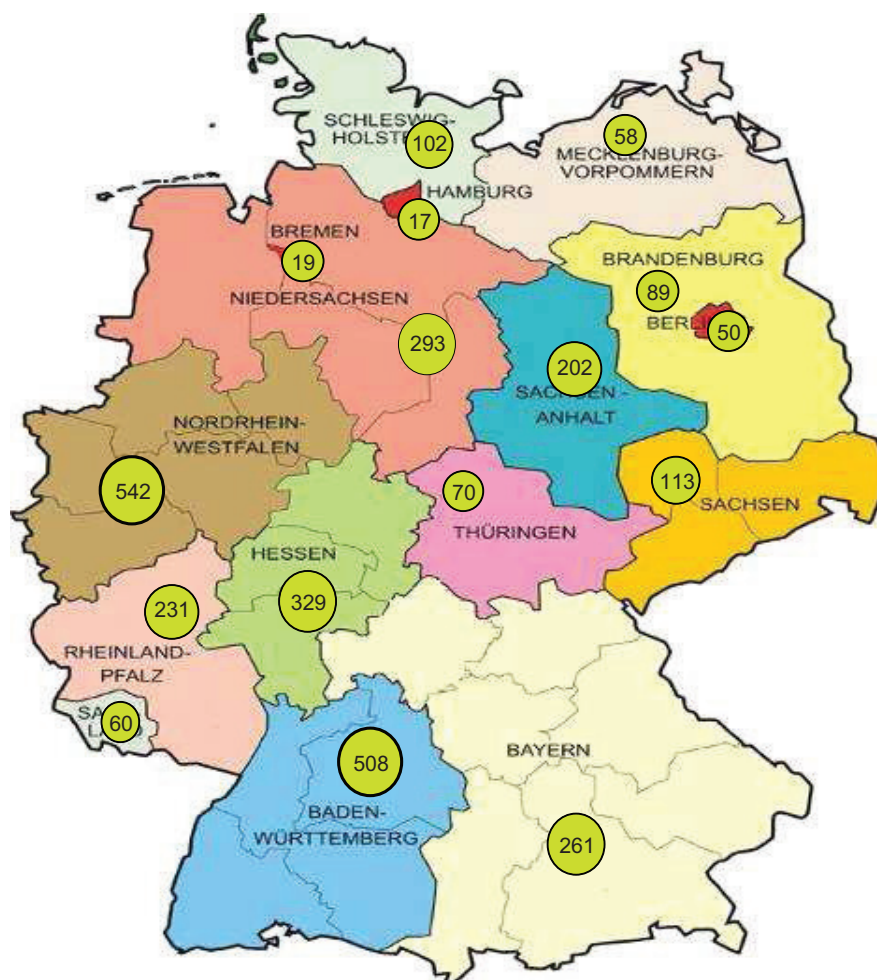 SCHLESWIG-
102
58
MECKLENBURG-
VORPOMMERN
HAMBURG
17
BREMEN
19
NIEDERSACHSEN
293
BRANDENBURG
89
50
202
ANHALT
NORDRHEIN-
WESTFALEN
542
70
THÜRINGEN
113
SACHSEN
HESSEN
329
231
RHEINLAND-
PFALZ
60
508
BADEN-
WÜRTTEMBERG
BAYERN
261